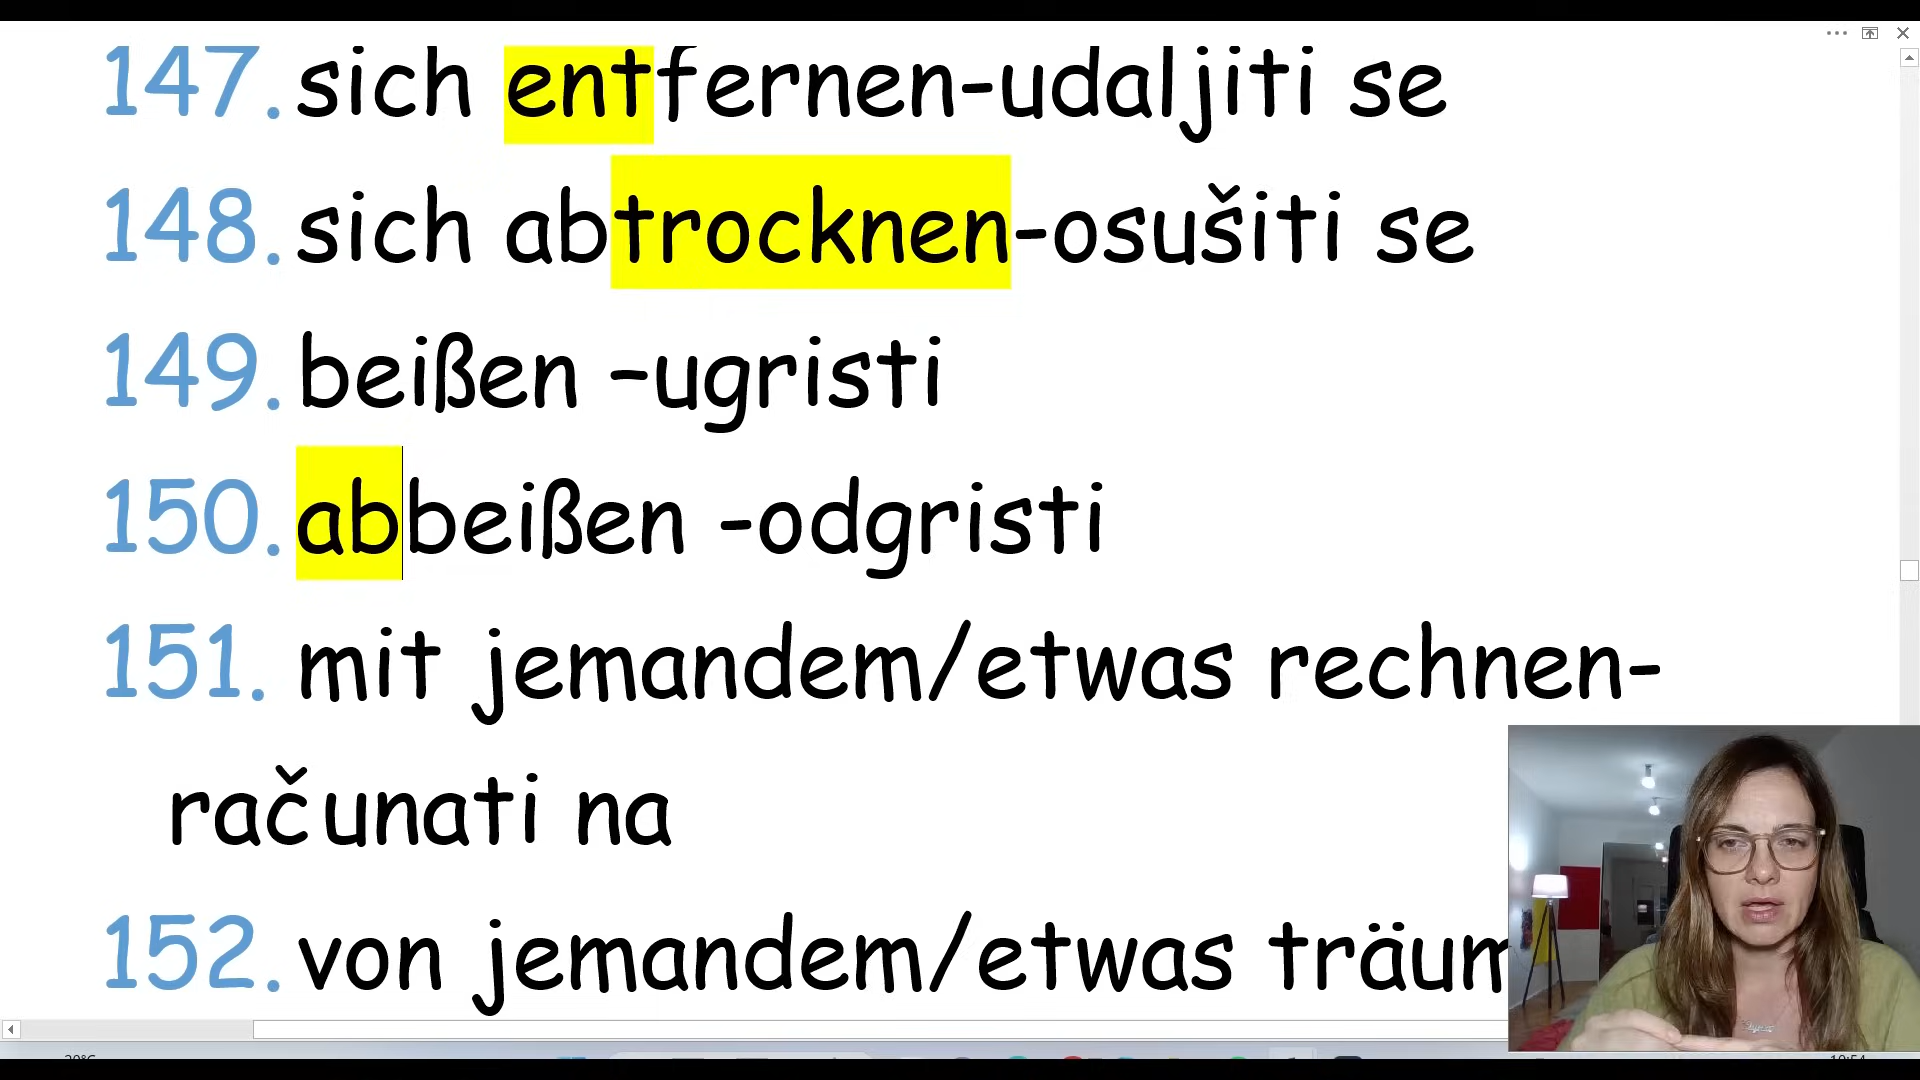 147. sich entfernen-udaljiti se
148. sich abtrocknen-osušiti se
149. beißen –ugristi
150. abbeißen -odgristi
151. mit jemandem/etwas rechnen-
računati na
152. von jemandem/etwas träum